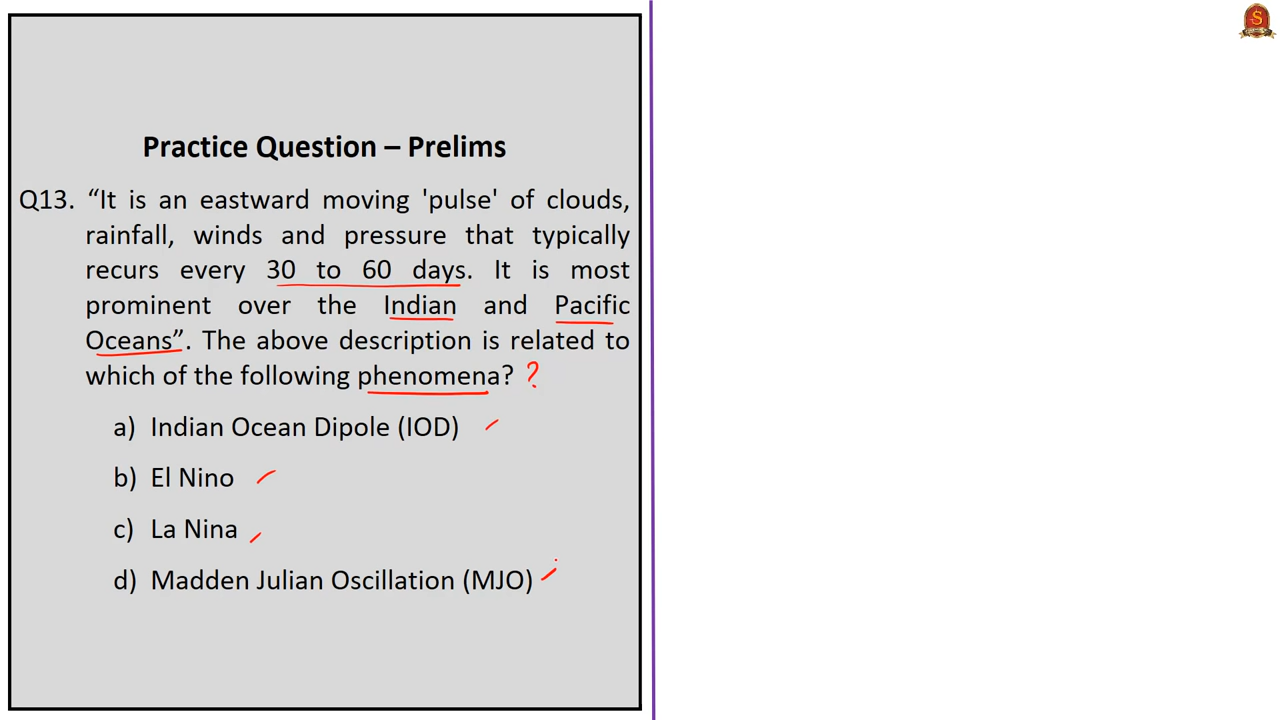 Practice Question – Prelims
Q13. “It is an eastward moving 'pulse' of clouds,
rainfall, winds and pressure that typically
recurs every 30 to 60 days. It is most
prominent over the Indian and Pacific
Oceans”. The above description is related to
which of the following phenomena? ?
a) Indian Ocean Dipole (IOD)
b) El Nino
c) La Nina
d) Madden Julian Oscillation (MJO)
S